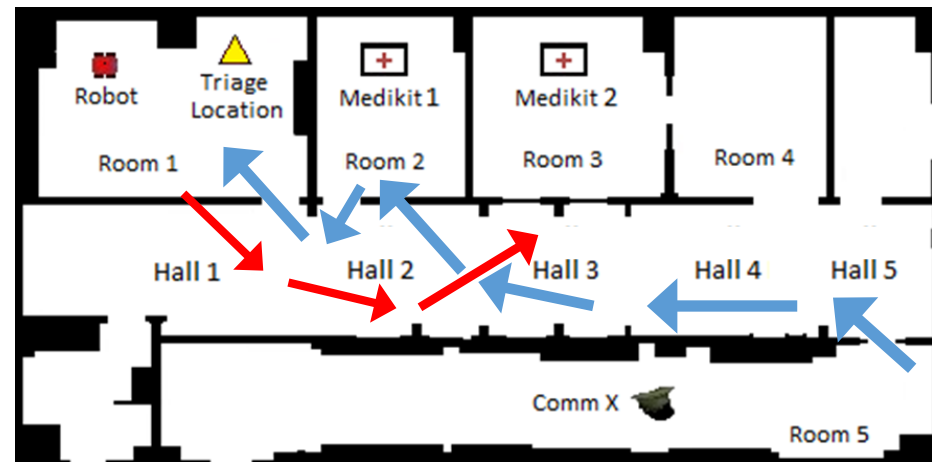 Robot
Triage
Location
Medikit 1
Medikit 2
Room 1
Room 2
Room 3
Room 4
Hall 1
Hall 2
Hall 3
Hall 4
Hall 5
Comm X
Room 5